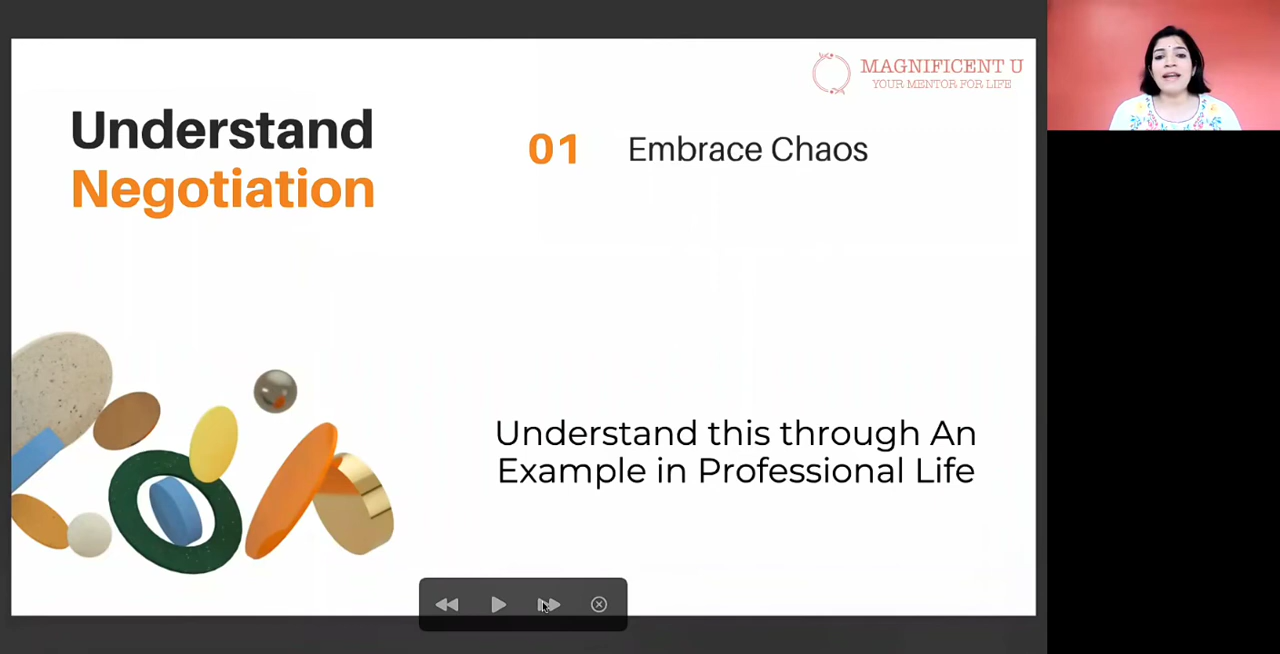 MAGNIFICENT U
YOUR MENTOR FOR LIFE
Understand
Negotiation
01 Embrace Chaos
Understand this through An
Example in Professional Life